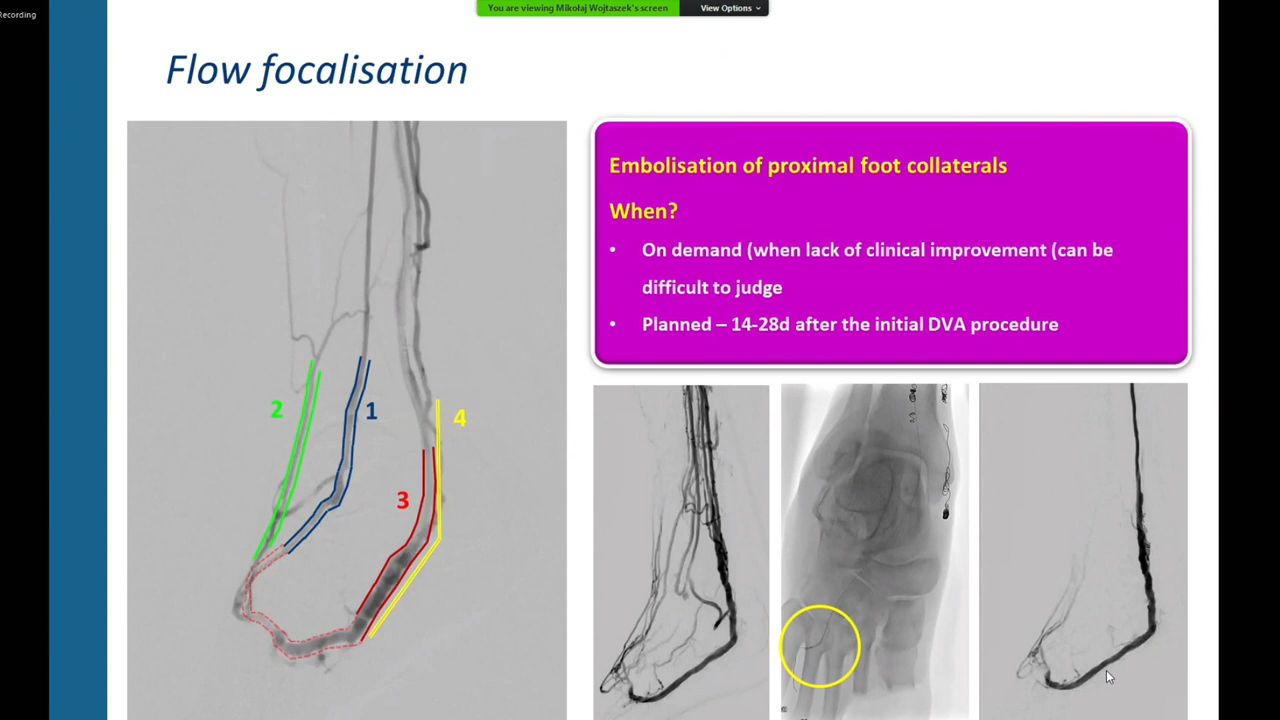 Recording
You are viewing Mikołaj Wojtaszek's screen
View Options
Flow focalisation
Embolisation of proximal foot collaterals
When?
• On demand (when lack of clinical improvement (can be
difficult to judge
• Planned – 14-28d after the initial DVA procedure
2
1
4
3